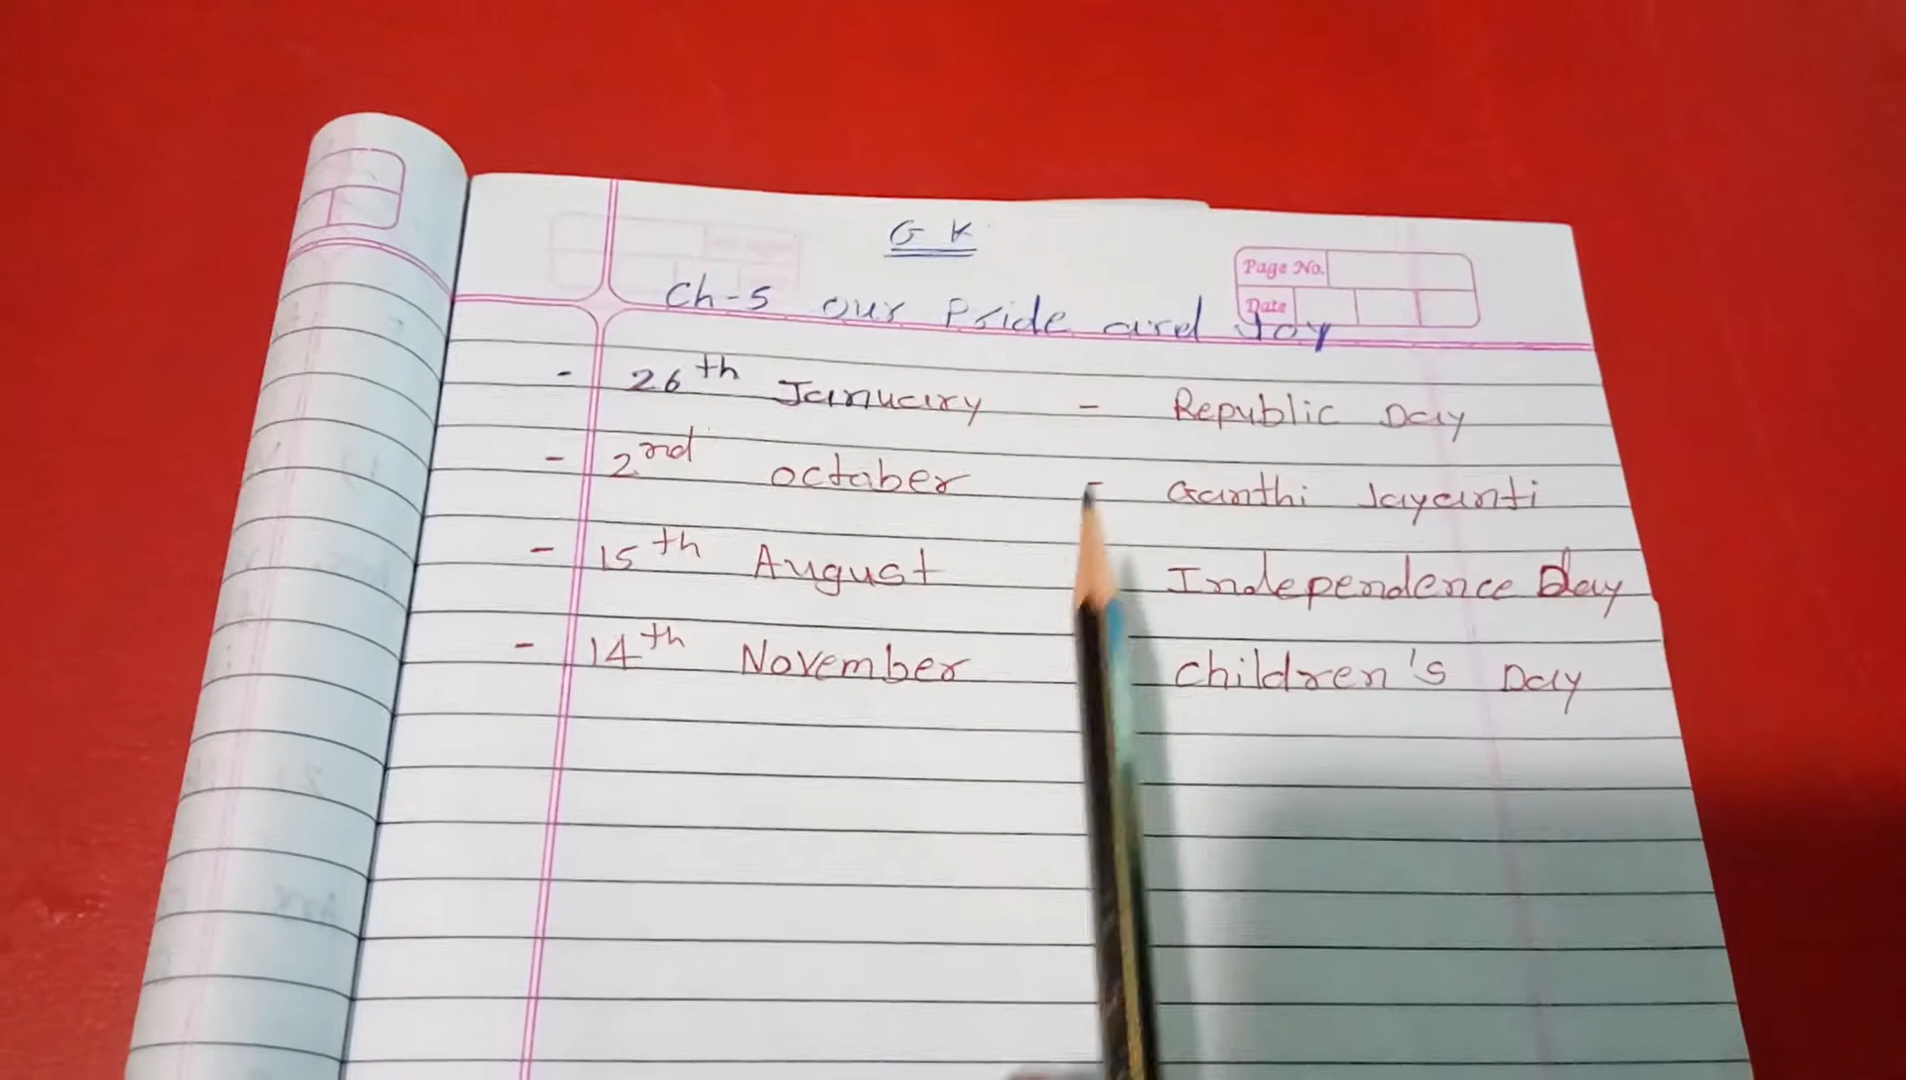 G K
Page No.
Date
Ch-5 our Pride and Joy
- 26th January - Republic Day
- 2nd october - Ganthi Jayanti
- 15th August Independence Day
- 14th November children's Day